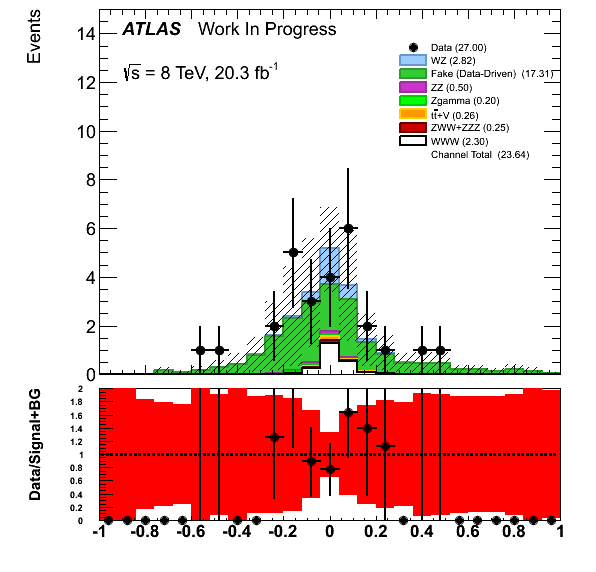 ATLAS Work In Progress
√s = 8 TeV, 20.3 fb⁻¹
Events
14
12
10
8
6
4
2
0
Data (27.00)
WZ (2.82)
Fake (Data-Driven) (17.31)
ZZ (0.50)
Zgamma (0.20)
tt̄+V (0.26)
ZWW+ZZZ (0.25)
WWW (2.30)
Channel Total (23.64)
Data/Signal+BG
2
1.8
1.6
1.4
1.2
1
0.8
0.6
0.4
0.2
0
-1 -0.8 -0.6 -0.4 -0.2 0 0.2 0.4 0.6 0.8 1